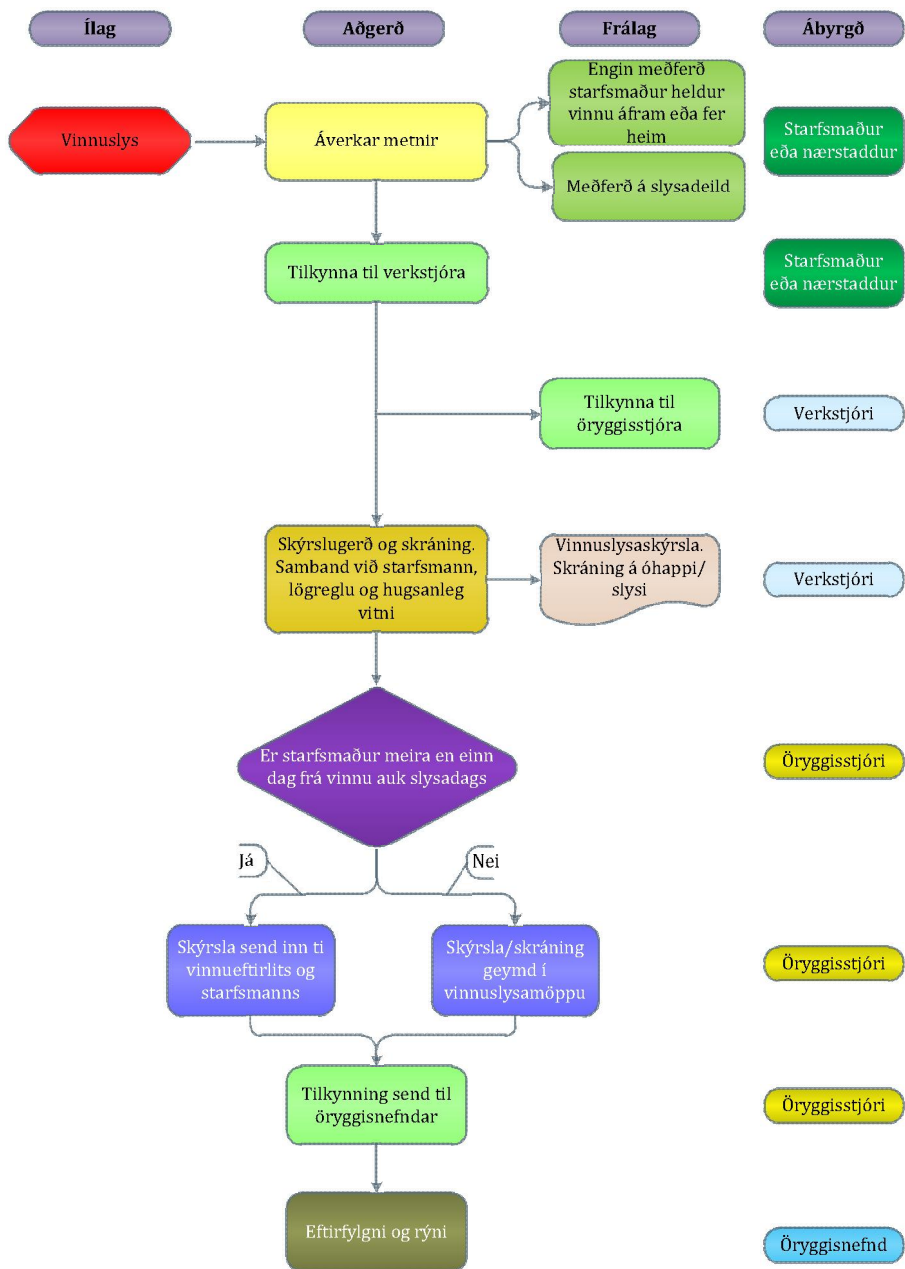 Ílag
Aðgerð
Frálag
Ábyrgð
Vinnuslys
Áverkar metnir
Engin meðferð
starfsmaður heldur
vinnu áfram eða fer
heim
Meðferð á slysadeild
Starfsmaður
eða nærstaddur
Tilkynna til verkstjóra
Starfsmaður
eða nærstaddur
Tilkynna til
öryggisstjóra
Verkstjóri
Skýrslugerð og skráning.
Samband við starfsmann,
lögreglu og hugsanleg
vitni
Vinnuslysaskýrsla.
Skráning á óhappi/
slysi
Verkstjóri
Er starfsmaður meira en einn
dag frá vinnu auk slysadags
Öryggisstjóri
Já
Nei
Skýrsla send inn ti
vinnueftirlits og
starfsmanns
Skýrsla/skráning
geymd í
vinnuslysamöppu
Öryggisstjóri
Tilkynning send til
öryggisnefndar
Öryggisstjóri
Eftirfylgni og rýni
Öryggisnefnd